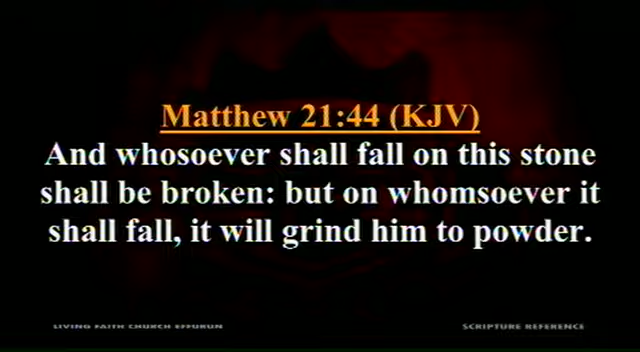 Matthew 21:44 (KJV)
And whosoever shall fall on this stone
shall be broken: but on whomsoever it
shall fall, it will grind him to powder.
LIVING FAITH CHURCH EFFURUN
SCRIPTURE REFERENCE